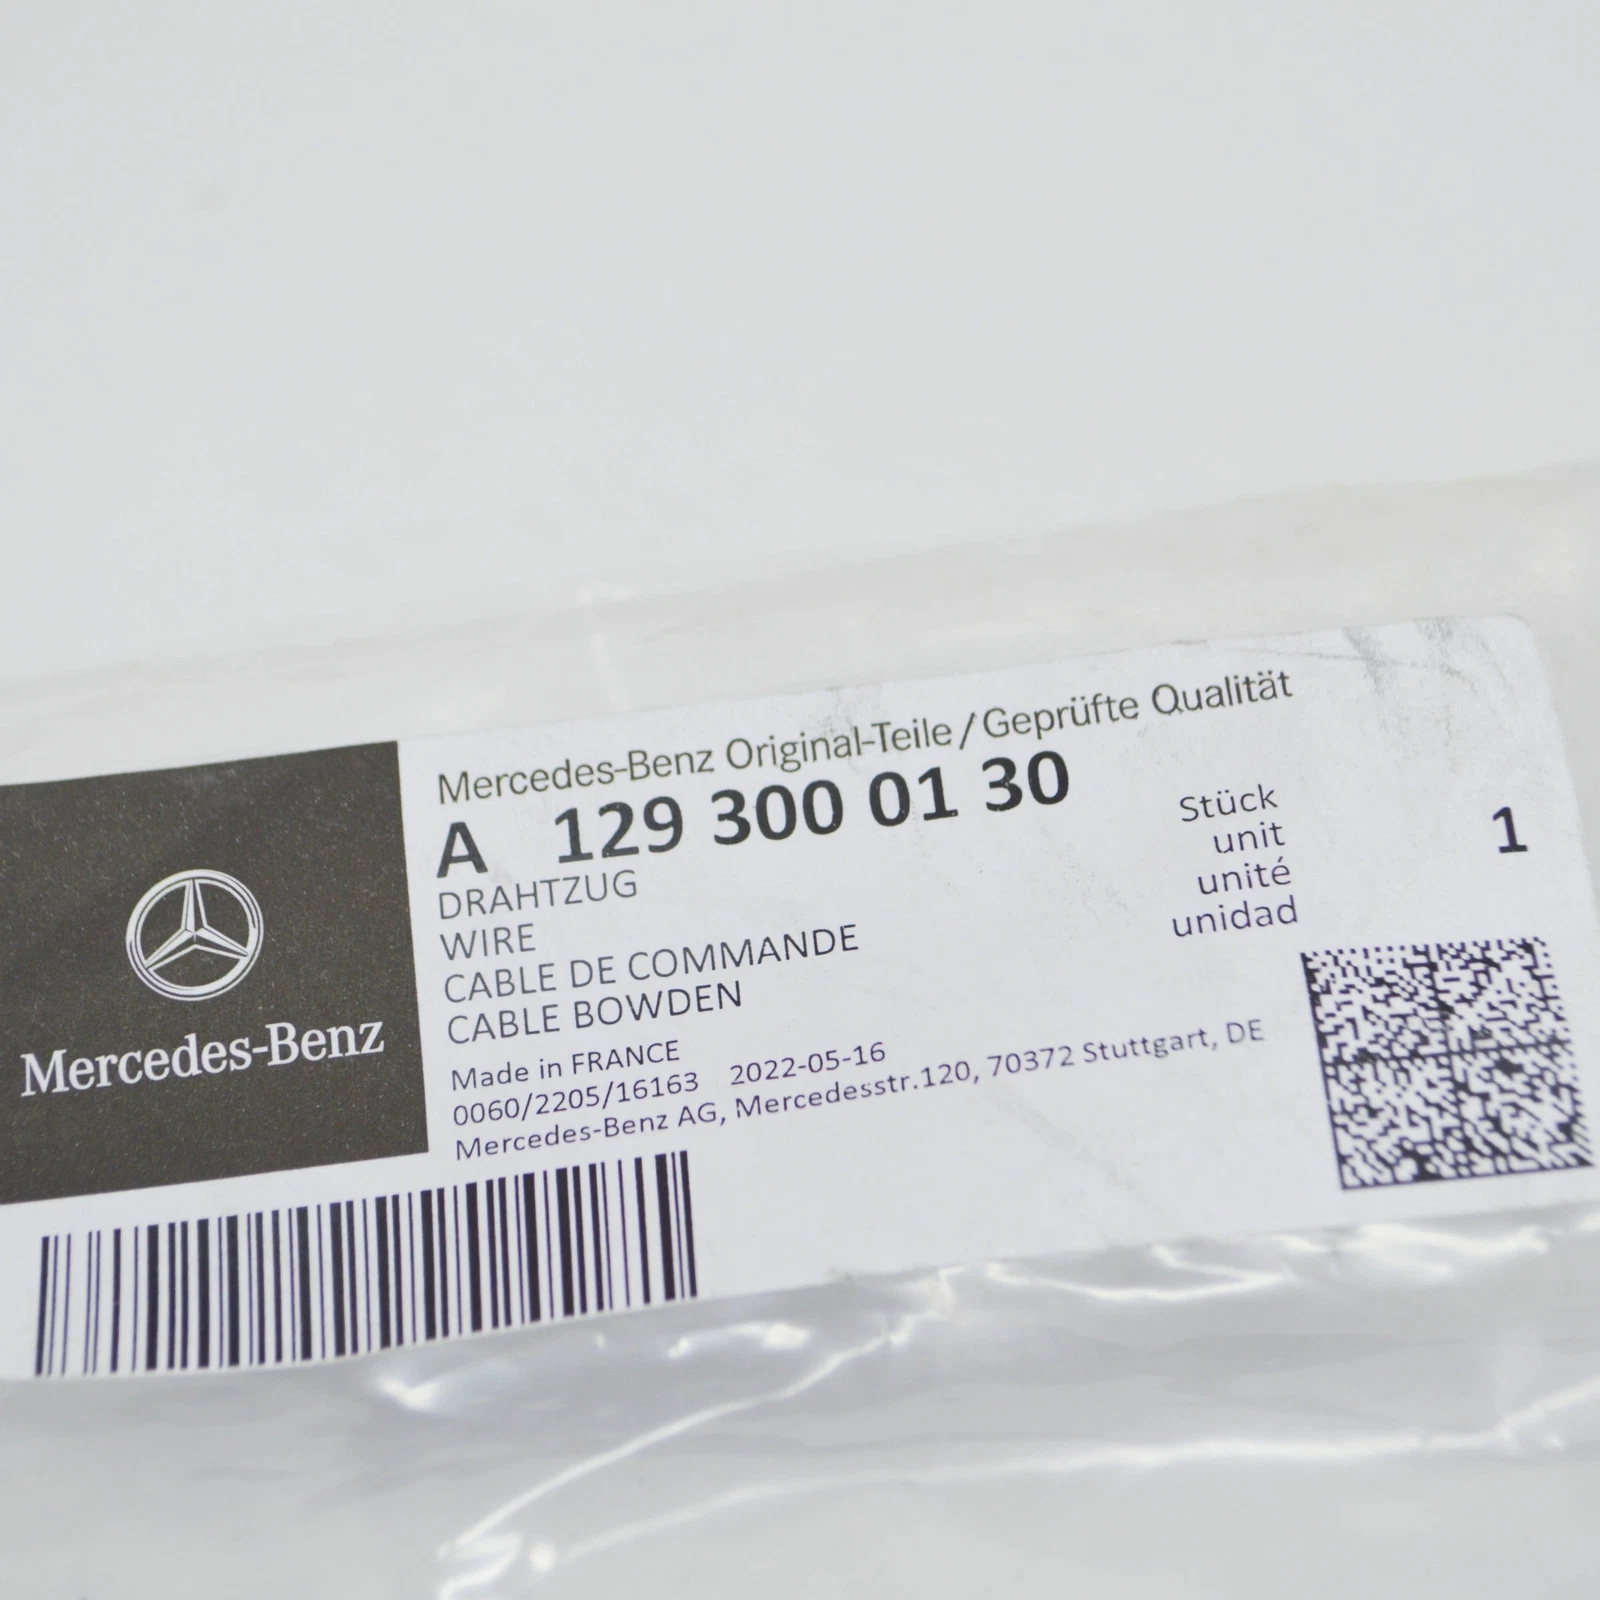 Mercedes-Benz
Mercedes-Benz Original-Teile/Geprüfte Qualität
A 129 300 01 30
DRAHTZUG
WIRE
CABLE DE COMMANDE
CABLE BOWDEN
Made in FRANCE
0060/2205/16163 2022-05-16
Mercedes-Benz AG, Mercedesstr.120, 70372 Stuttgart, DE
Stück
unit
unité
unidad
1